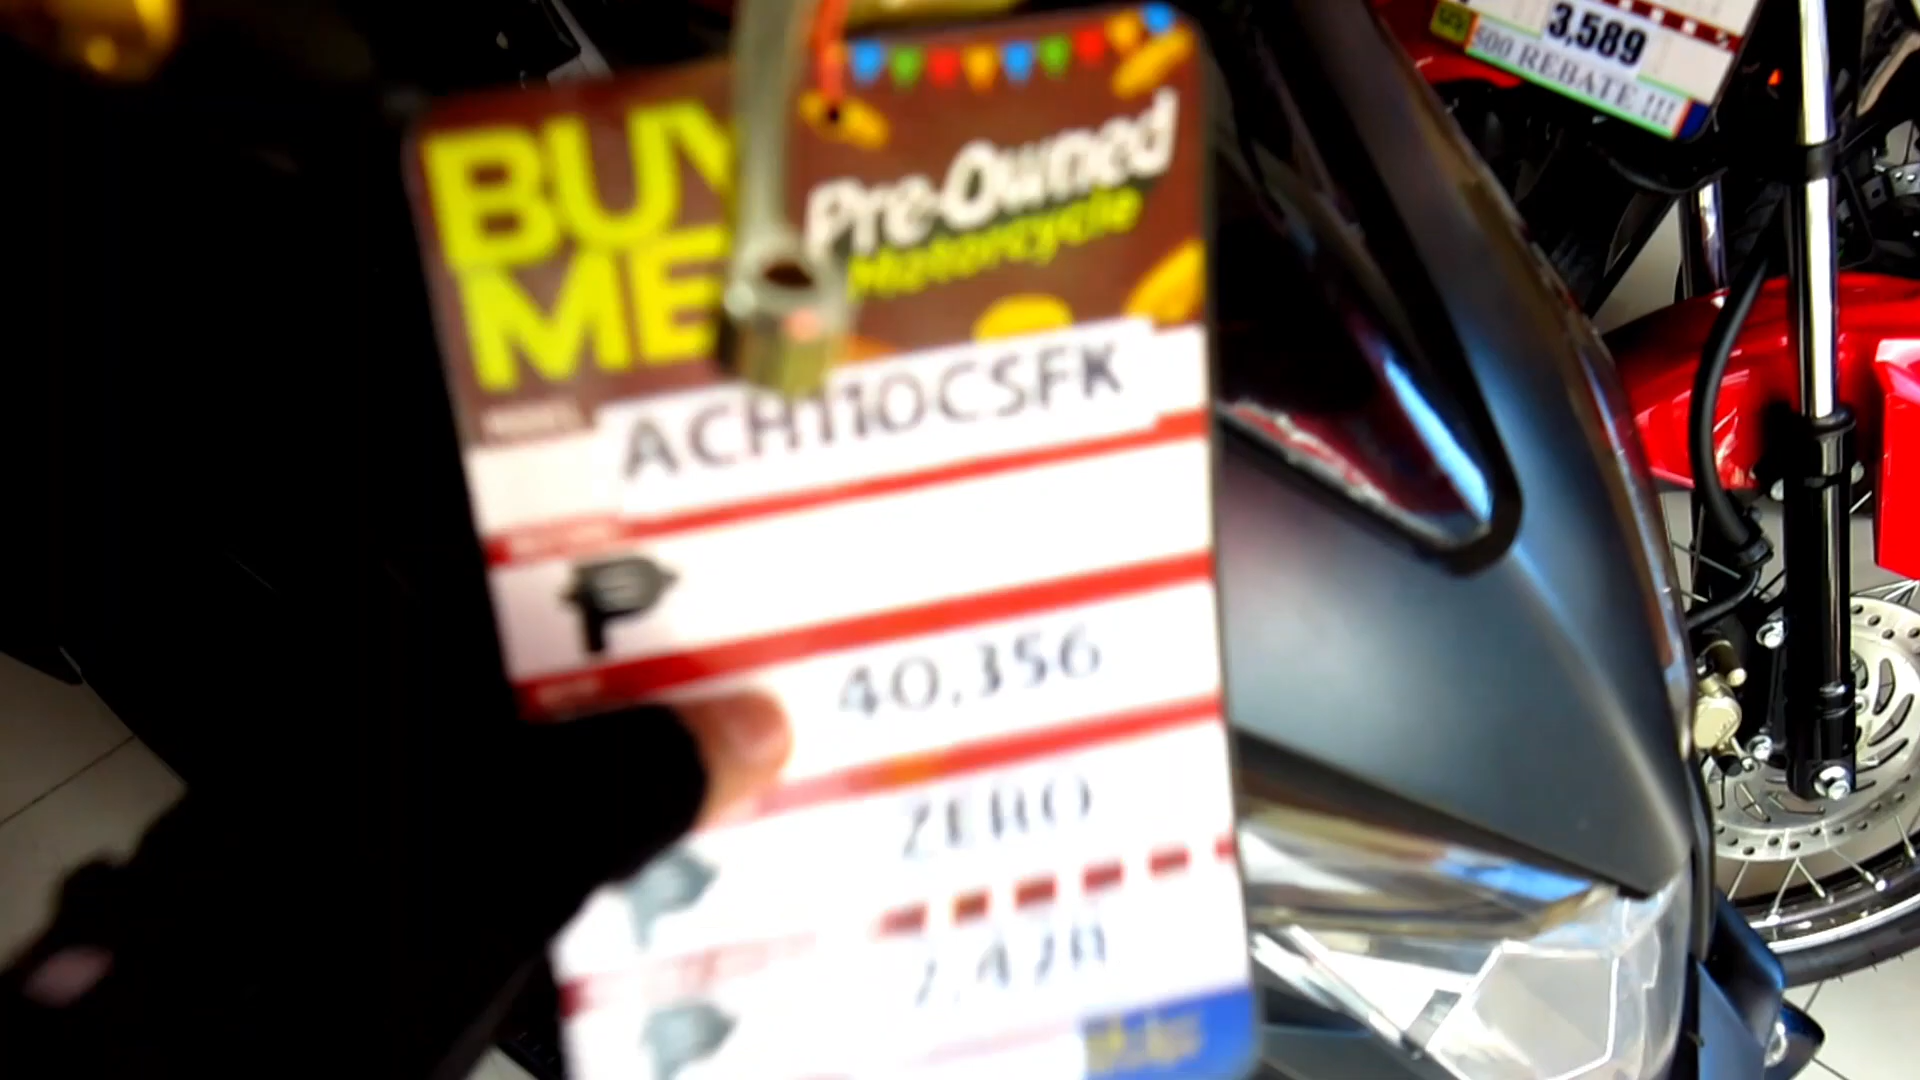 BUY
ME
Pre-Owned
Motorcycle
ACH110CSFK
P
40,356
ZERO
3,589
500 REBATE !!!